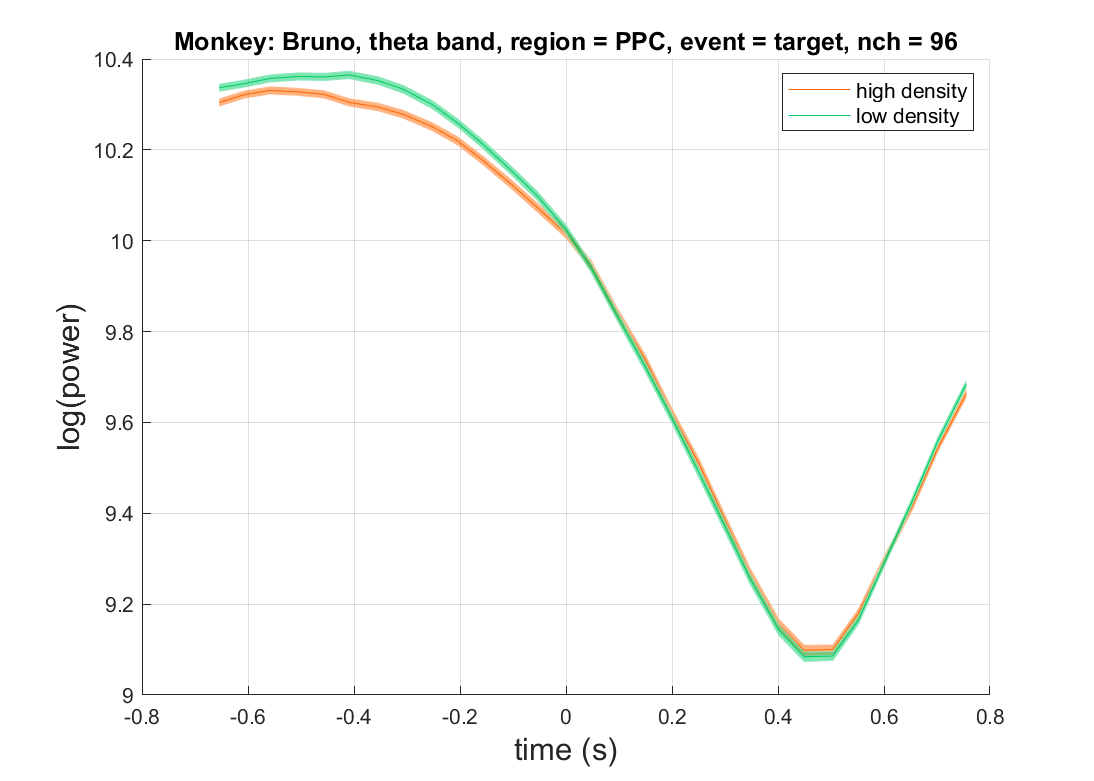 Monkey: Bruno, theta band, region = PPC, event = target, nch = 96
high density
low density
log(power)
10.4
10.2
10
9.8
9.6
9.4
9.2
9
-0.8 -0.6 -0.4 -0.2 0 0.2 0.4 0.6 0.8
time (s)